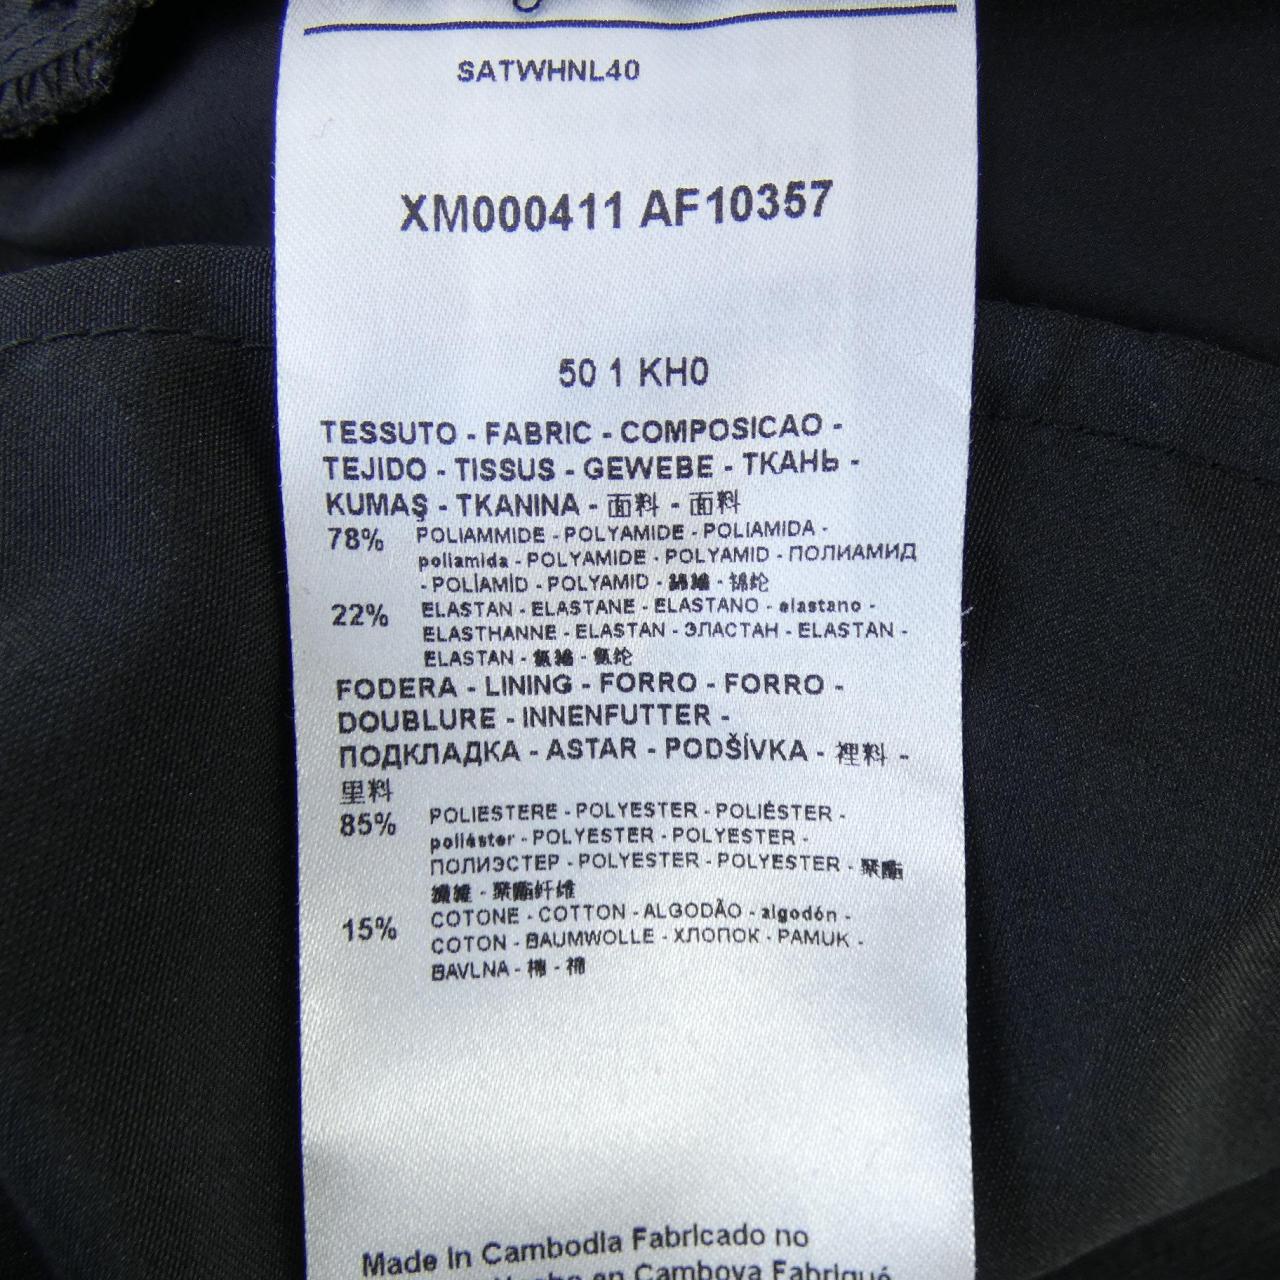 SATWHNL40
XM000411 AF10357
50 1 KH0
TESSUTO - FABRIC - COMPOSICAO -
TEJIDO - TISSUS - GEWEBE - ТКАНЬ -
KUMAŞ - TKANINA - 面料 - 面料
78% POLIAMMIDE - POLYAMIDE - POLIAMIDA -
poliamida - POLYAMIDE - POLYAMID - ПОЛИАМИД
- POLİAMİD - POLYAMID - 錦綸 - 锦纶
22% ELASTAN - ELASTANE - ELASTANO - elastano -
ELASTHANNE - ELASTAN - ЭЛАСТАН - ELASTAN -
ELASTAN - 氨綸 - 氨纶
FODERA - LINING - FORRO - FORRO -
DOUBLURE - INNENFUTTER -
ПОДКЛАДКА - ASTAR - PODŠÍVKA - 裡料 -
里料
85% POLIESTERE - POLYESTER - POLIÉSTER -
poliéster - POLYESTER - POLYESTER -
ПОЛИЭСТЕР - POLYESTER - POLYESTER - 聚酯
纖維 - 聚酯纤维
15% COTONE - COTTON - ALGODÃO - algodón -
COTON - BAUMWOLLE - ХЛОПОК - PAMUK -
BAVLNA - 棉 - 棉
Made in Cambodia Fabricado no
Hecho en Camboya Fabriqué